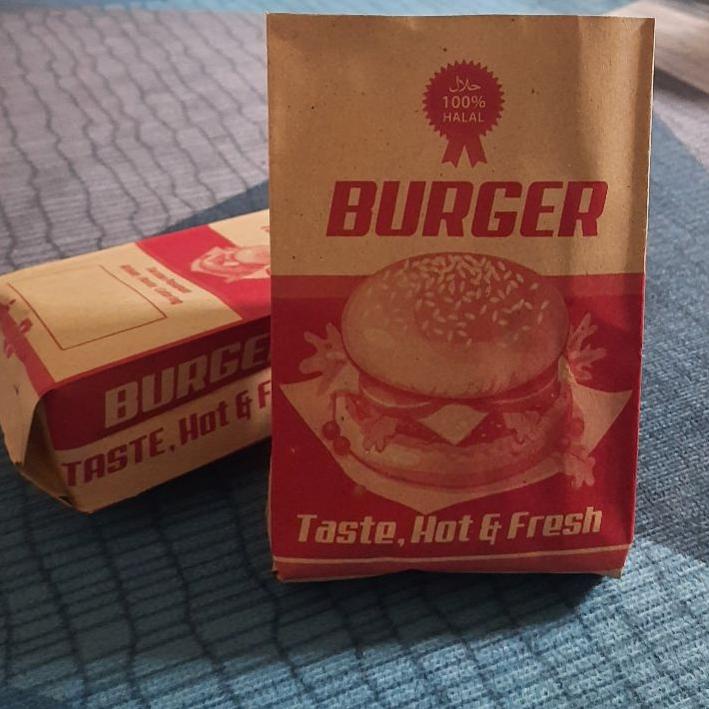 حلال
100%
HALAL
BURGER
Taste, Hot & Fresh
BURGE
TASTE, Hot & F